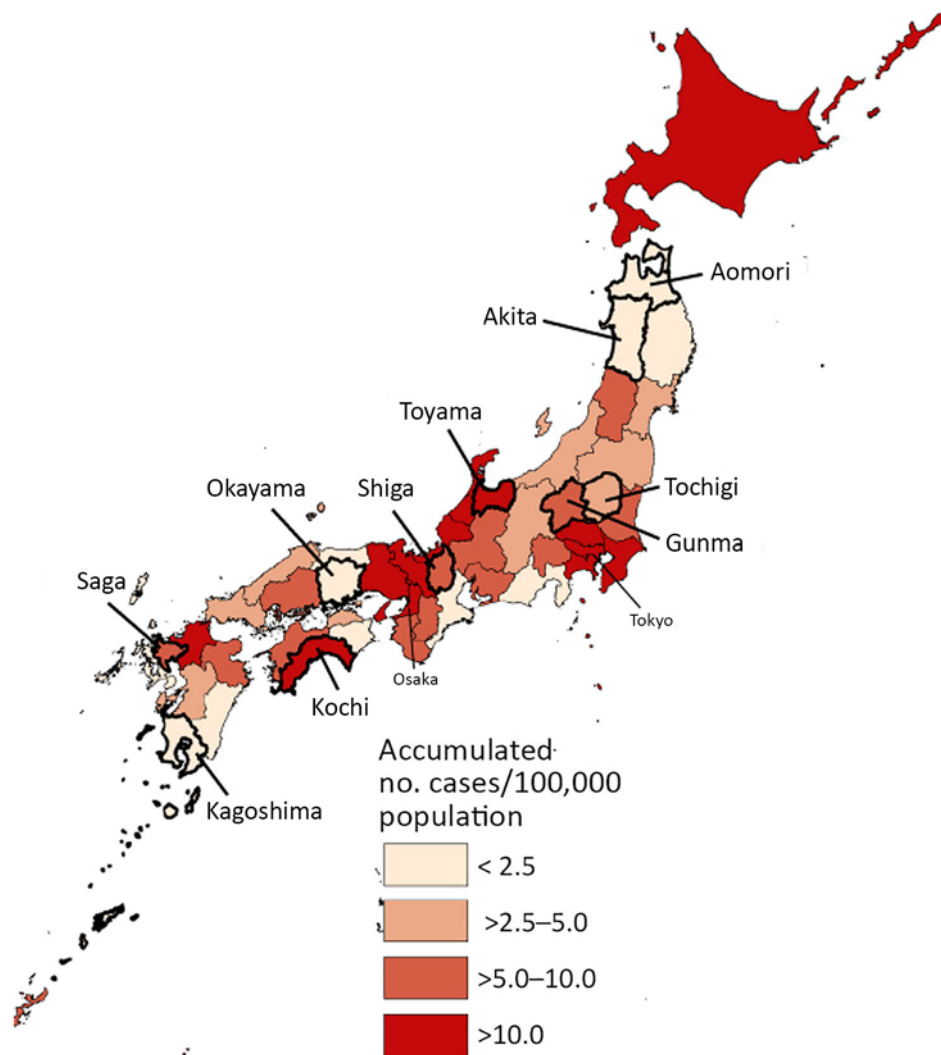 Aomori
Akita
Toyama
Okayama
Shiga
Tochigi
Gunma
Saga
Tokyo
Osaka
Kochi
Kagoshima
Accumulated
no. cases/100,000
population
< 2.5
>2.5–5.0
>5.0–10.0
>10.0